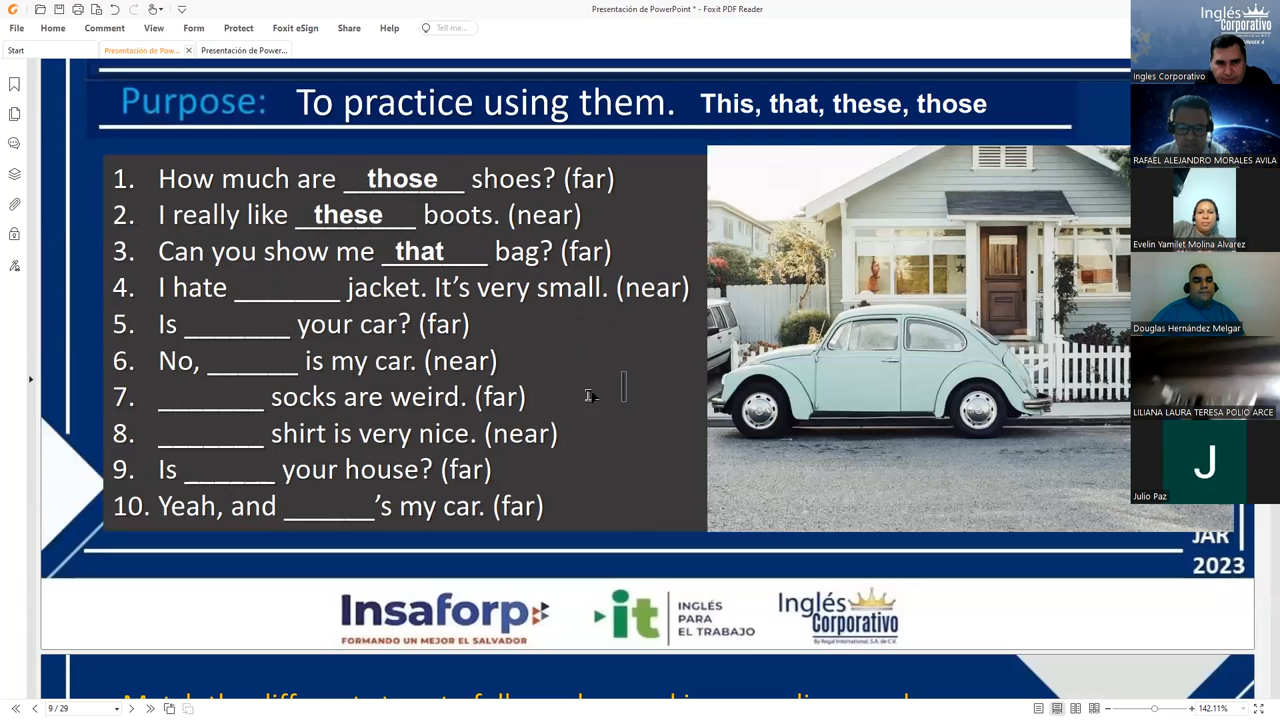 Presentación de PowerPoint * - Foxit PDF Reader
File Home Comment View Form Protect Foxit eSign Share Help Tell me...
Start Presentación de Pow... Presentación de Power...
Purpose: To practice using them. This, that, these, those
1. How much are those shoes? (far)
2. I really like these boots. (near)
3. Can you show me that bag? (far)
4. I hate ________ jacket. It's very small. (near)
5. Is ________ your car? (far)
6. No, _______ is my car. (near)
7. ________ socks are weird. (far)
8. ________ shirt is very nice. (near)
9. Is _______ your house? (far)
10. Yeah, and _______'s my car. (far)
JAR
2023
Insaforp
FORMANDO UN MEJOR EL SALVADOR
it
INGLÉS
PARA
EL TRABAJO
Inglés
Corporativo
By Regal International, S.A. de C.V.
9 / 29
142.11%
Inglés
Corporativo
Ingles Corporativo
RAFAEL ALEJANDRO MORALES AVILA
Evelin Yamilet Molina Alvarez
Douglas Hernández Melgar
LILIANA LAURA TERESA POLIO ARCE
J
Julio Paz